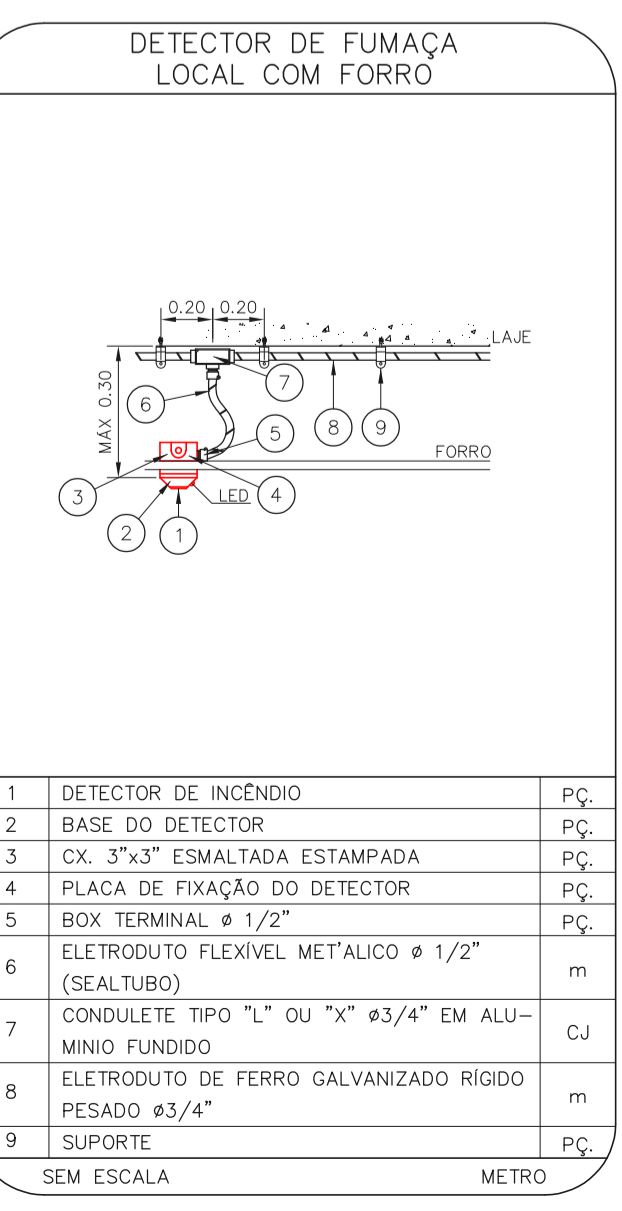 DETECTOR DE FUMAÇA
LOCAL COM FORRO
0.20 0.20
LAJE
7
6
MÁX 0.30
5
8
9
FORRO
3
LED
4
2
1
1 DETECTOR DE INCÊNDIO PÇ.
2 BASE DO DETECTOR PÇ.
3 CX. 3"x3" ESMALTADA ESTAMPADA PÇ.
4 PLACA DE FIXAÇÃO DO DETECTOR PÇ.
5 BOX TERMINAL ø 1/2" PÇ.
6 ELETRODUTO FLEXÍVEL MET'ALICO ø 1/2"
(SEALTUBO) m
7 CONDULETE TIPO "L" OU "X" ø3/4" EM ALU-
MINIO FUNDIDO CJ
8 ELETRODUTO DE FERRO GALVANIZADO RÍGIDO
PESADO ø3/4" m
9 SUPORTE PÇ.
SEM ESCALA METRO